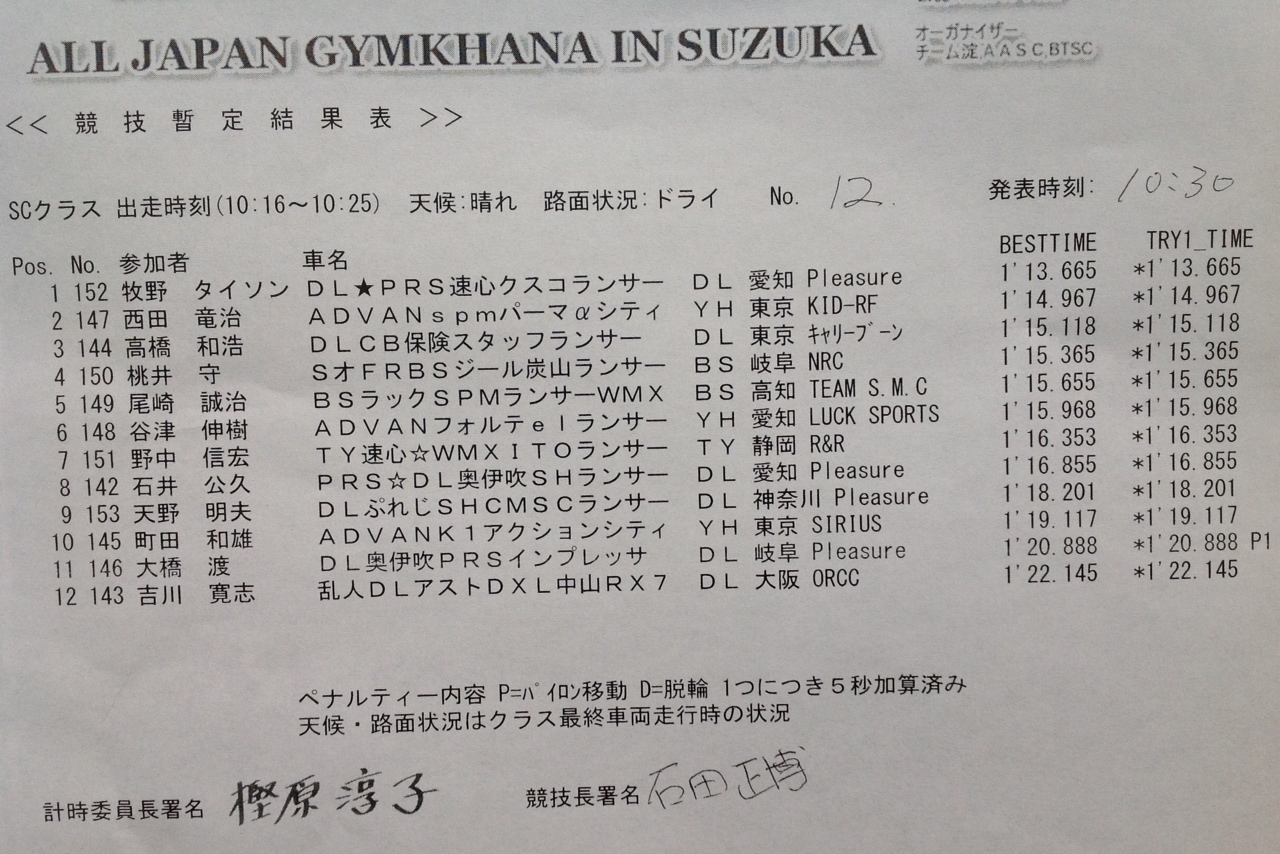 ALL JAPAN GYMKHANA IN SUZUKA
オーガナイザー
チーム淀,AASC,BTSC
<< 競技暫定結果表 >>
SCクラス 出走時刻(10:16～10:25) 天候:晴れ 路面状況:ドライ No. 12. 発表時刻: 10:30
Pos. No. 参加者 車名 BESTTIME TRY1_TIME
1 152 牧野 タイソン DL★PRS速心クスコランサー DL 愛知 Pleasure 1'13.665 *1'13.665
2 147 西田 竜治 ADVANspmパーマαシティ YH 東京 KID-RF 1'14.967 *1'14.967
3 144 高橋 和浩 DLCB保険スタッフランサー DL 東京 ｷｬﾘｰﾌﾞｰﾝ 1'15.118 *1'15.118
4 150 桃井 守 SオFRBSジール炭山ランサー BS 岐阜 NRC 1'15.365 *1'15.365
5 149 尾崎 誠治 BSラックSPMランサーWMX BS 高知 TEAM S.M.C 1'15.655 *1'15.655
6 148 谷津 伸樹 ADVANフォルテelランサー YH 愛知 LUCK SPORTS 1'15.968 *1'15.968
7 151 野中 信宏 TY速心☆WMXITOランサー TY 静岡 R&R 1'16.353 *1'16.353
8 142 石井 公久 PRS☆DL奥伊吹SHランサー DL 愛知 Pleasure 1'16.855 *1'16.855
9 153 天野 明夫 DLぷれじSHCMSCランサー DL 神奈川 Pleasure 1'18.201 *1'18.201
10 145 町田 和雄 ADVANK1アクションシティ YH 東京 SIRIUS 1'19.117 *1'19.117
11 146 大橋 渡 DL奥伊吹PRSインプレッサ DL 岐阜 Pleasure 1'20.888 *1'20.888 P1
12 143 吉川 寛志 乱人DLアストDXL中山RX7 DL 大阪 ORCC 1'22.145 *1'22.145
ペナルティー内容 P=ﾊﾟｲﾛﾝ移動 D=脱輪 1つにつき5秒加算済み
天候・路面状況はクラス最終車両走行時の状況
計時委員長署名 樫原淳子 競技長署名 石田正博